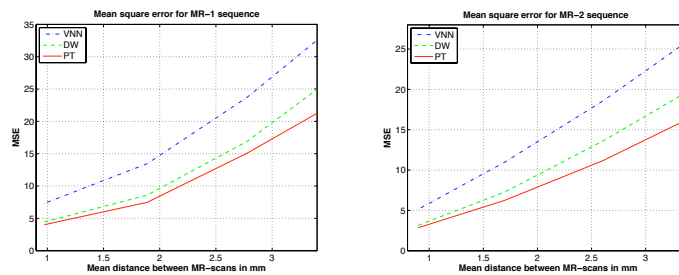 Mean square error for MR−1 sequence
VNN
DW
PT
40
35
30
25
20
15
10
5
0
MSE
1
1.5
2
2.5
3
Mean distance between MR−scans in mm
Mean square error for MR−2 sequence
VNN
DW
PT
25
20
15
10
5
0
MSE
1
1.5
2
2.5
3
Mean distance between MR−scans in mm